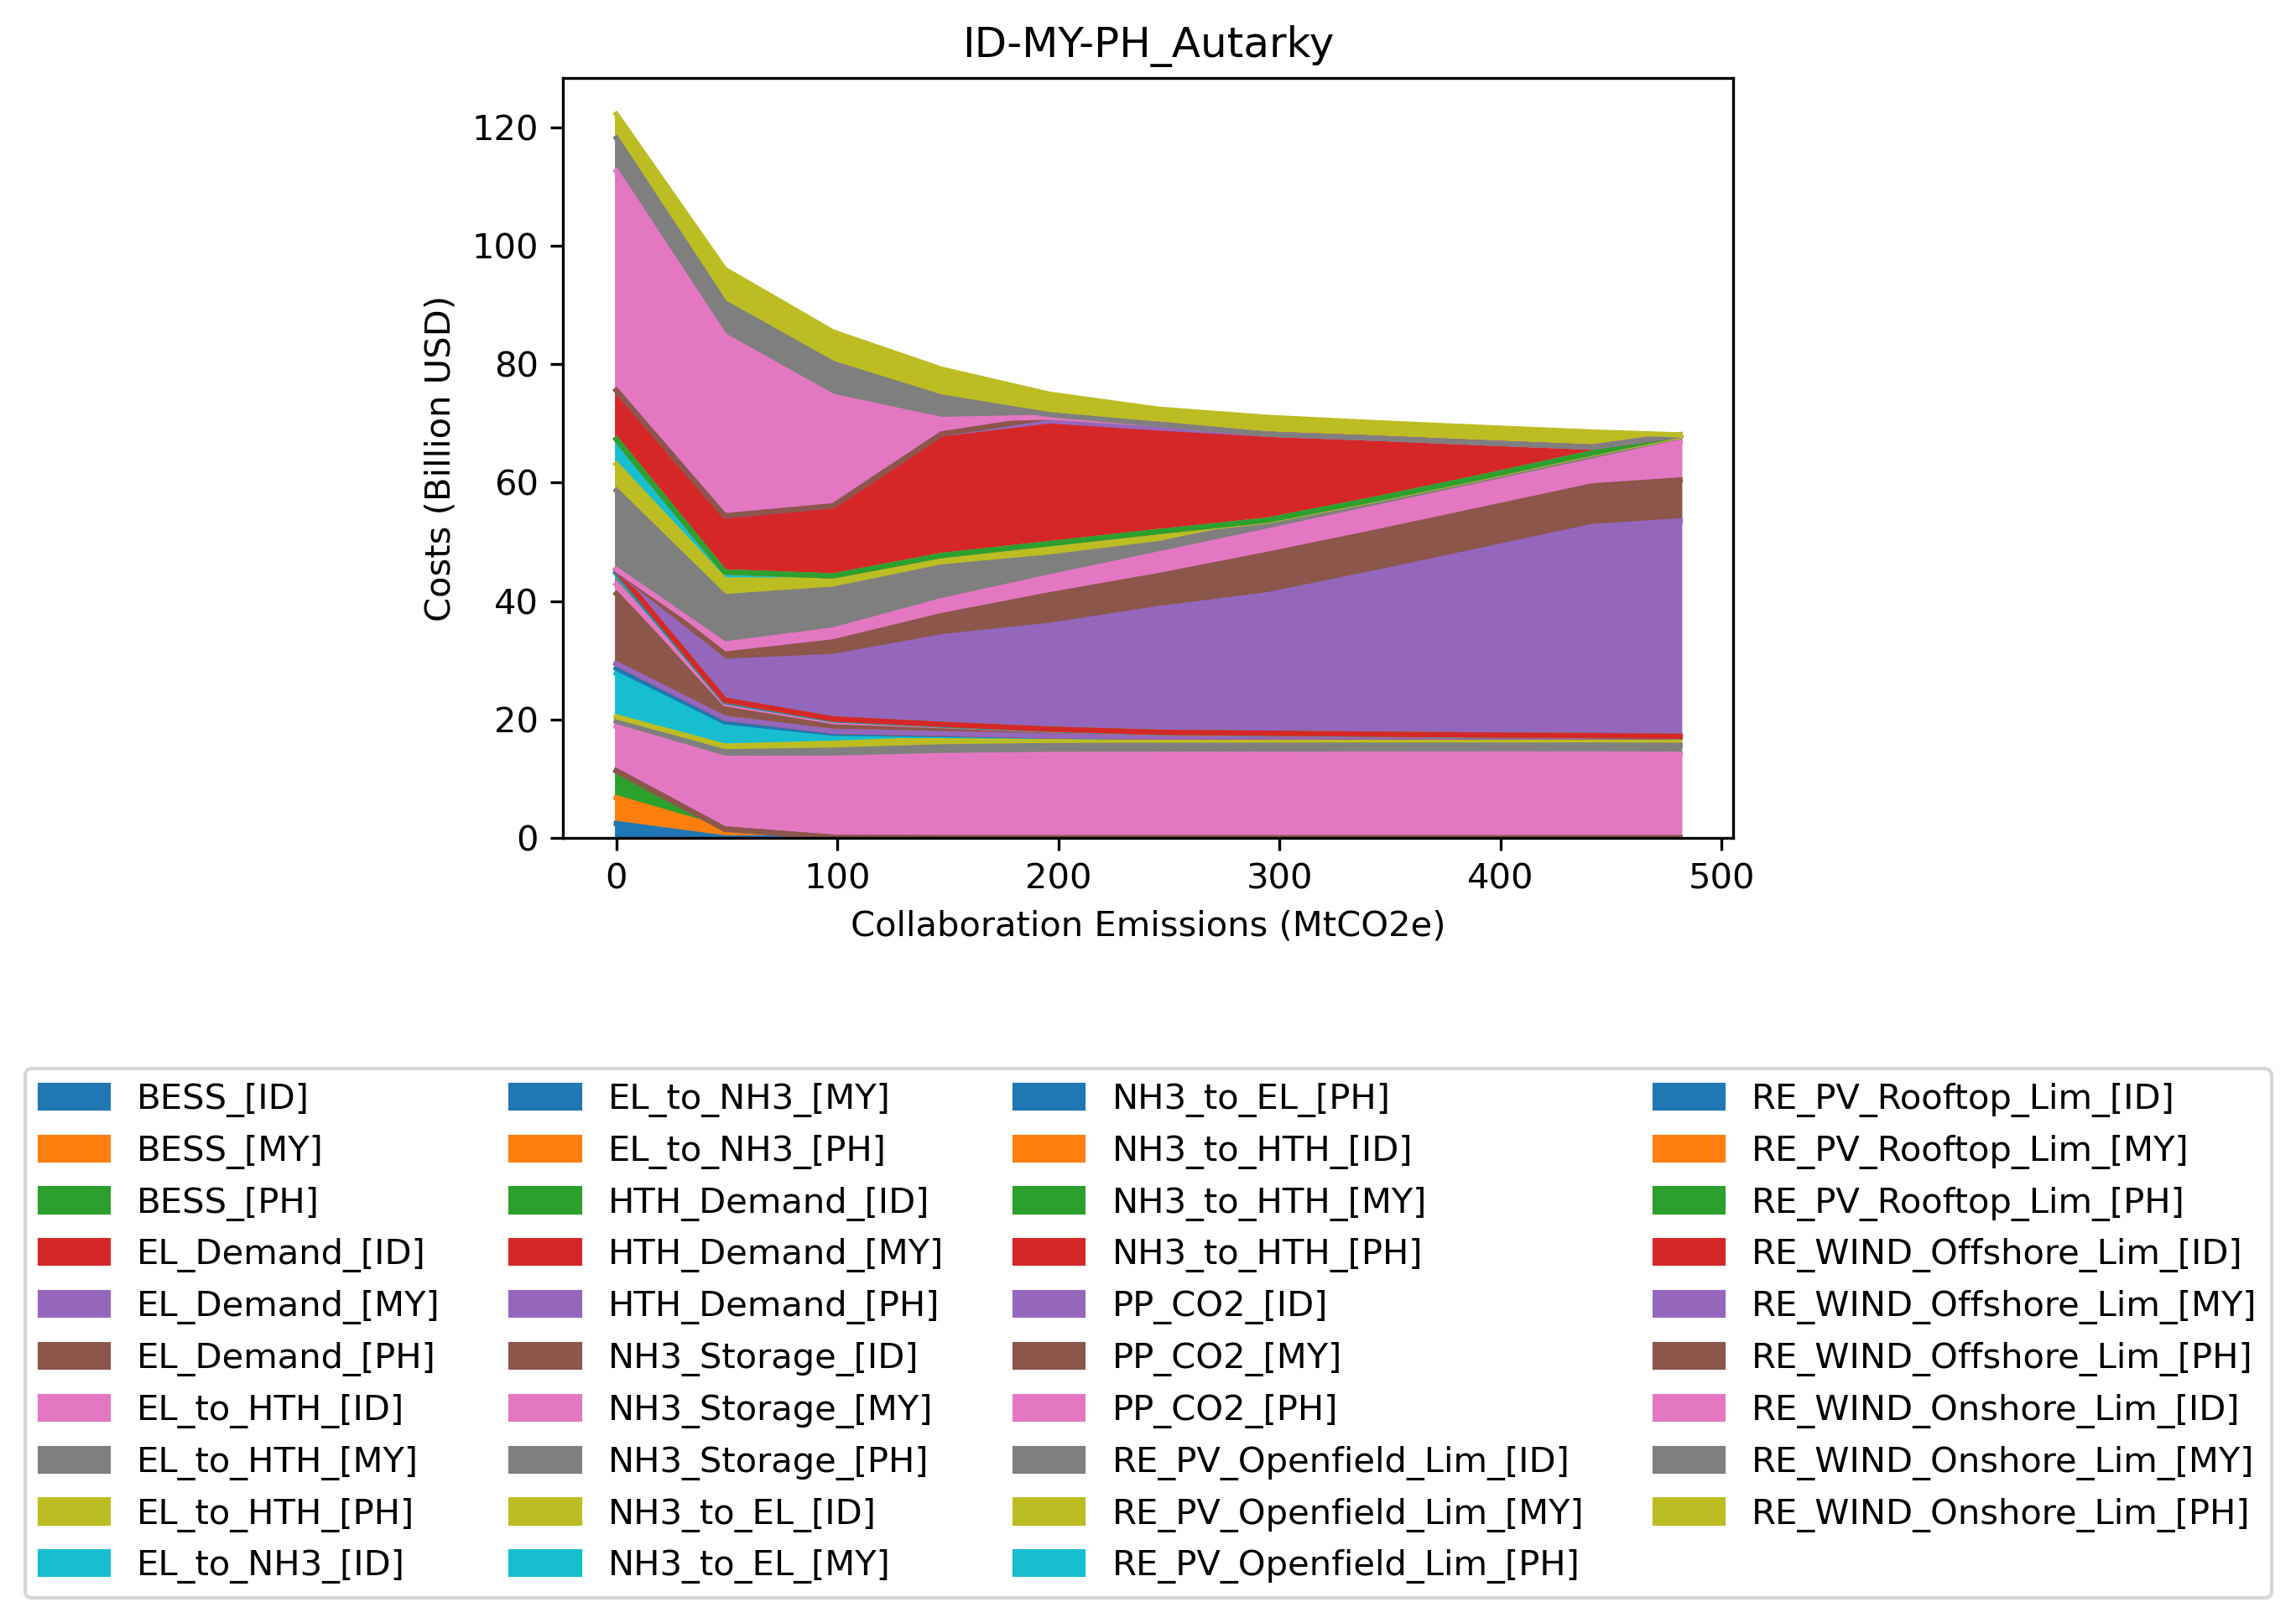 ID-MY-PH_Autarky
Costs (Billion USD)
120
100
80
60
40
20
0
0 100 200 300 400 500
Collaboration Emissions (MtCO2e)
BESS_[ID]
BESS_[MY]
BESS_[PH]
EL_Demand_[ID]
EL_Demand_[MY]
EL_Demand_[PH]
EL_to_HTH_[ID]
EL_to_HTH_[MY]
EL_to_HTH_[PH]
EL_to_NH3_[ID]
EL_to_NH3_[MY]
EL_to_NH3_[PH]
HTH_Demand_[ID]
HTH_Demand_[MY]
HTH_Demand_[PH]
NH3_Storage_[ID]
NH3_Storage_[MY]
NH3_Storage_[PH]
NH3_to_EL_[ID]
NH3_to_EL_[MY]
NH3_to_EL_[PH]
NH3_to_HTH_[ID]
NH3_to_HTH_[MY]
NH3_to_HTH_[PH]
PP_CO2_[ID]
PP_CO2_[MY]
PP_CO2_[PH]
RE_PV_Openfield_Lim_[ID]
RE_PV_Openfield_Lim_[MY]
RE_PV_Openfield_Lim_[PH]
RE_PV_Rooftop_Lim_[ID]
RE_PV_Rooftop_Lim_[MY]
RE_PV_Rooftop_Lim_[PH]
RE_WIND_Offshore_Lim_[ID]
RE_WIND_Offshore_Lim_[MY]
RE_WIND_Offshore_Lim_[PH]
RE_WIND_Onshore_Lim_[ID]
RE_WIND_Onshore_Lim_[MY]
RE_WIND_Onshore_Lim_[PH]